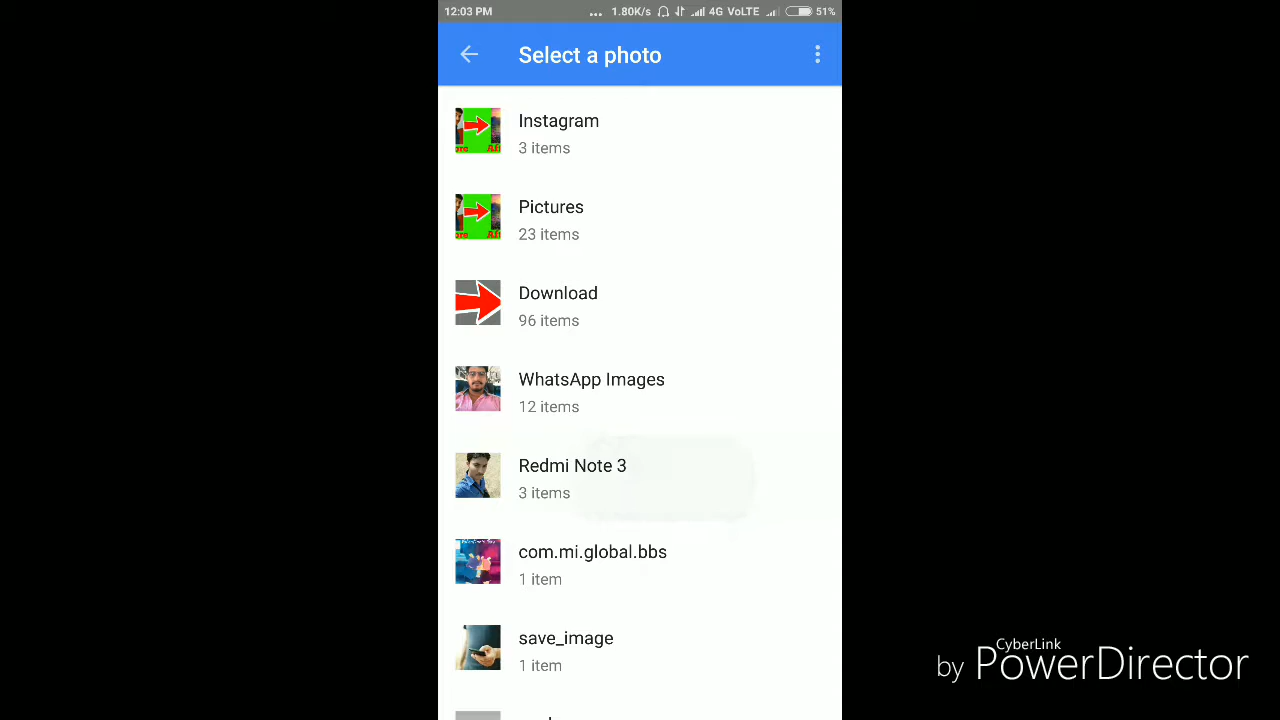 12:03 PM ... 1.80K/s 4G VoLTE 51%
Select a photo
Instagram
3 items
Pictures
23 items
Download
96 items
WhatsApp Images
12 items
Redmi Note 3
3 items
com.mi.global.bbs
1 item
save_image
1 item
CyberLink
by PowerDirector